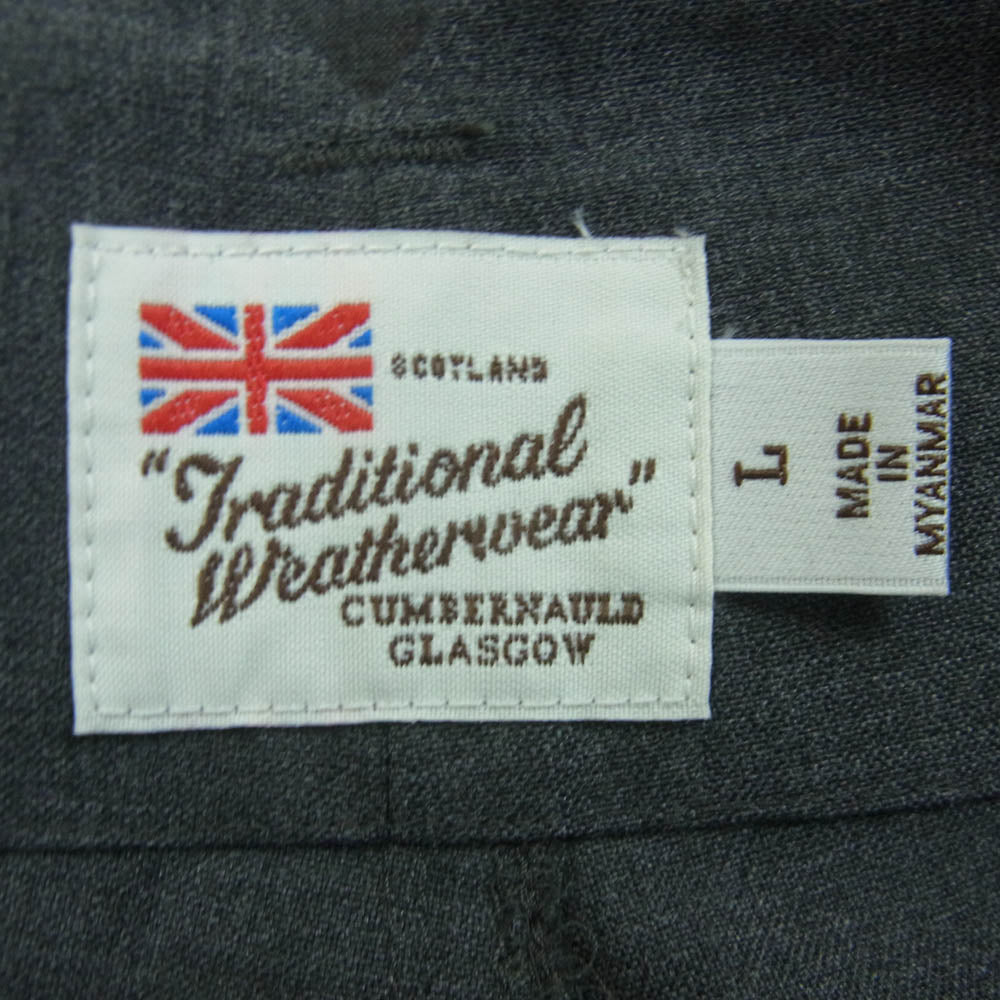 SCOTLAND
"Traditional
Weatherwear"
CUMBERNAULD
GLASGOW
L
MADE
IN
MYANMAR